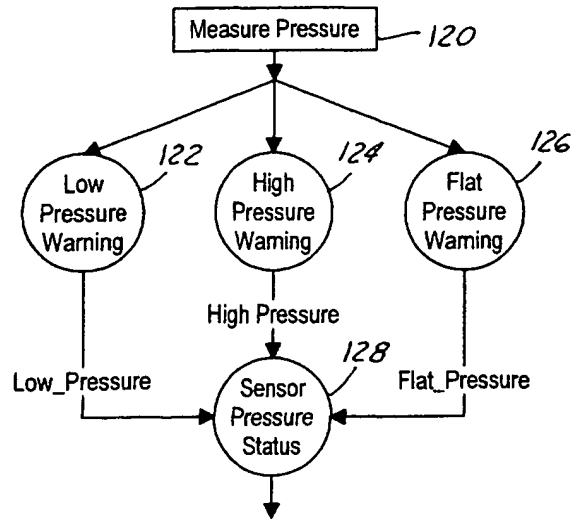 Measure Pressure
120
122
124
126
Low
Pressure
Warning
High
Pressure
Warning
Flat
Pressure
Warning
High Pressure
128
Low_Pressure
Flat_Pressure
Sensor
Pressure
Status